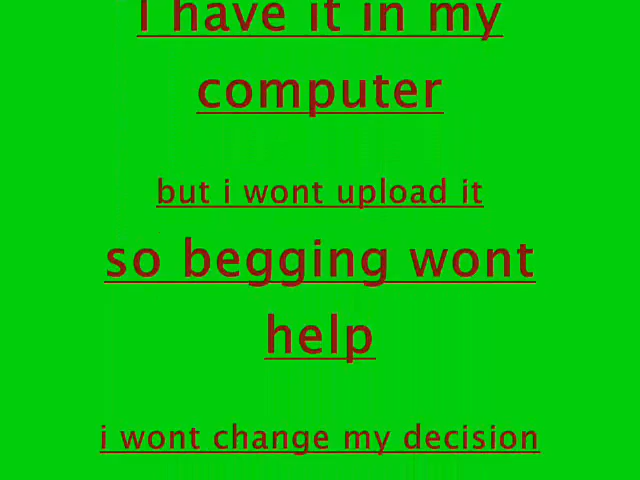 I have it in my
computer
but i wont upload it
so begging wont
help
i wont change my decision